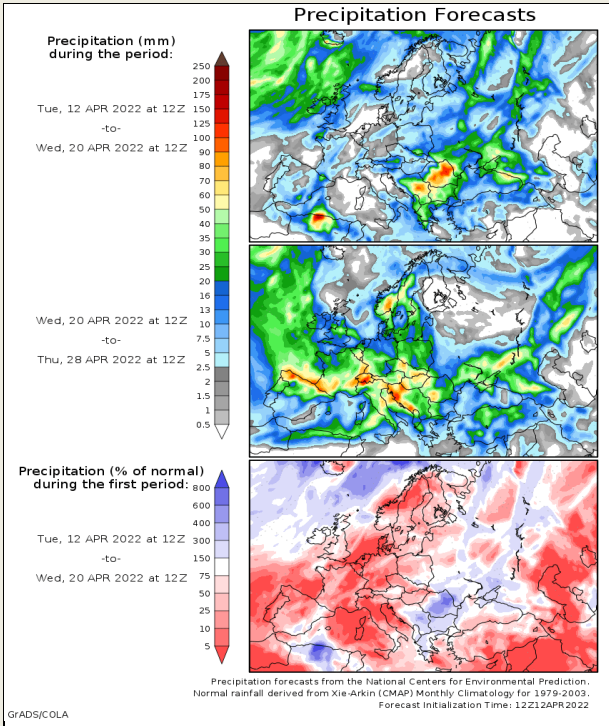 Precipitation Forecasts
Precipitation (mm)
during the period:
Tue, 12 APR 2022 at 12Z
-to-
Wed, 20 APR 2022 at 12Z
250
200
175
150
125
100
90
80
70
60
50
40
35
30
25
20
16
13
10
7.5
5
2.5
2
1.5
1
0.5
Wed, 20 APR 2022 at 12Z
-to-
Thu, 28 APR 2022 at 12Z
Precipitation (% of normal)
during the first period:
Tue, 12 APR 2022 at 12Z
-to-
Wed, 20 APR 2022 at 12Z
800
600
400
300
150
75
50
25
10
5
Precipitation forecasts from the National Centers for Environmental Prediction.
Normal rainfall derived from Xie-Arkin (CMAP) Monthly Climatology for 1979-2003.
Forecast Initialization Time: 12Z12APR2022
GrADS/COLA